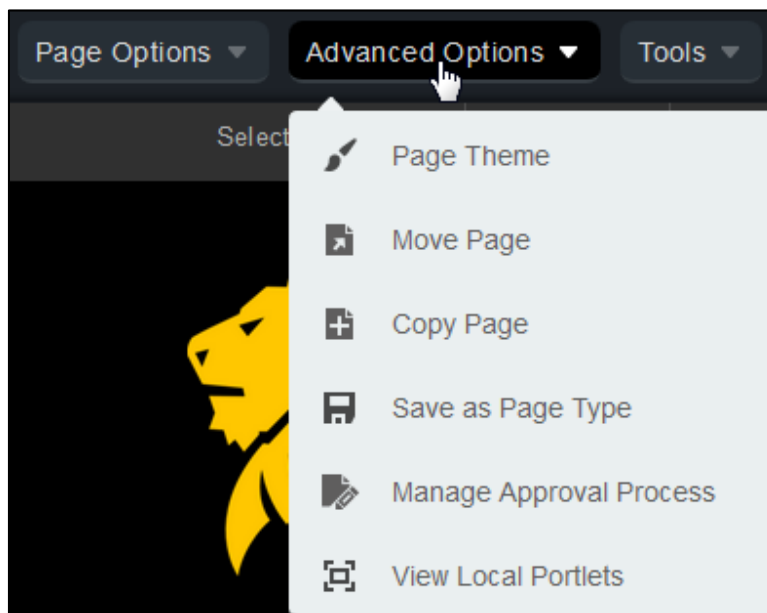 Page Options Advanced Options Tools
Select
Page Theme
Move Page
Copy Page
Save as Page Type
Manage Approval Process
View Local Portlets